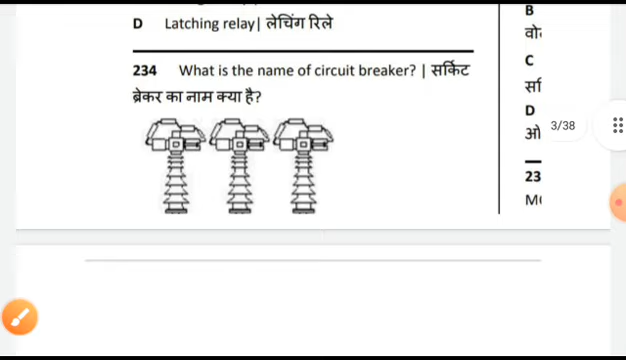 D Latching relay| लेचिंग रिले
234 What is the name of circuit breaker? | सर्किट
ब्रेकर का नाम क्या है?
B
C
D
3/38
23